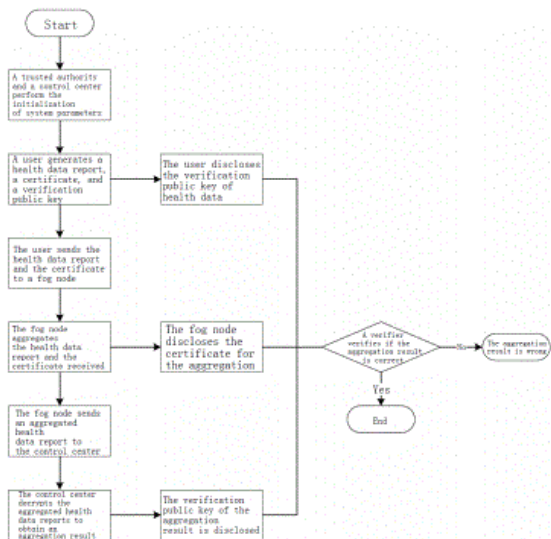 Start
A trusted authority
and a control center
perform the
initialization
of system parameters
A user generates a
health data report,
a certificate, and
a verification
public key
The user discloses
the verification
public key of
health data
The user sends the
health data report
and the certificate
to a fog node
The fog node
aggregates
the health data
report and the
certificate received
The fog node
discloses the
certificate for
the aggregation
A verifier
verifies if the
aggregation result
is correct
No
The aggregation
result is wrong
Yes
End
The fog node sends
an aggregated
health
data report to
the control center
The control center
decrypts the
aggregated health
data reports to
obtain an
aggregation result
The verification
public key of the
aggregation
result is disclosed